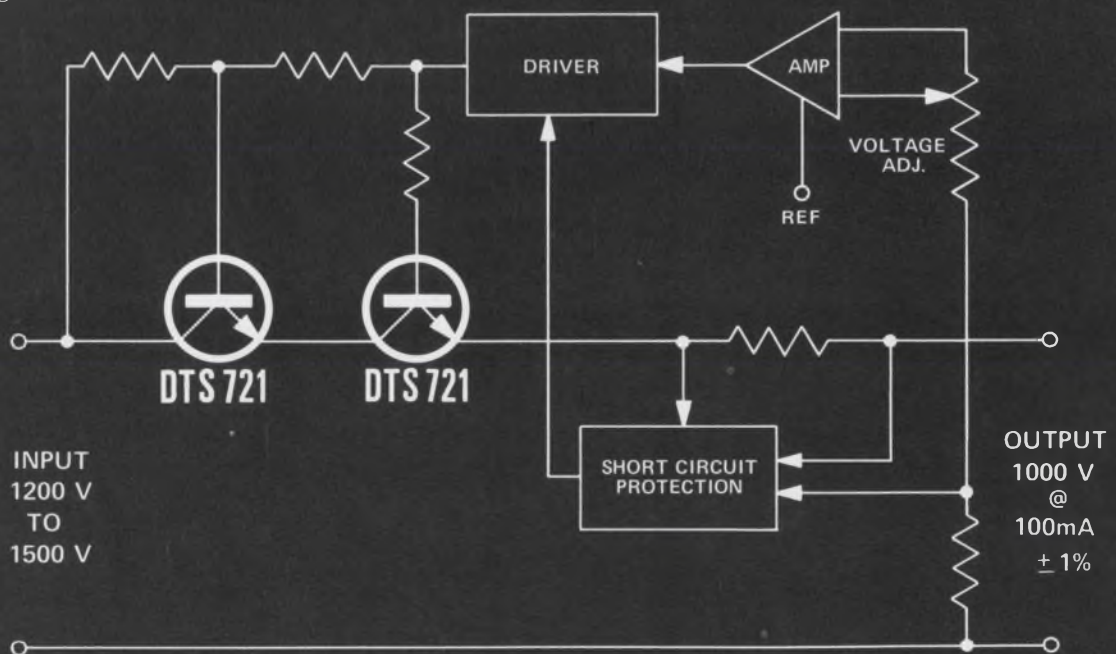 DRIVER
AMP
VOLTAGE
ADJ.
REF
DTS 721
DTS 721
INPUT
1200 V
TO
1500 V
SHORT CIRCUIT
PROTECTION
OUTPUT
1000 V
@
100mA
± 1%